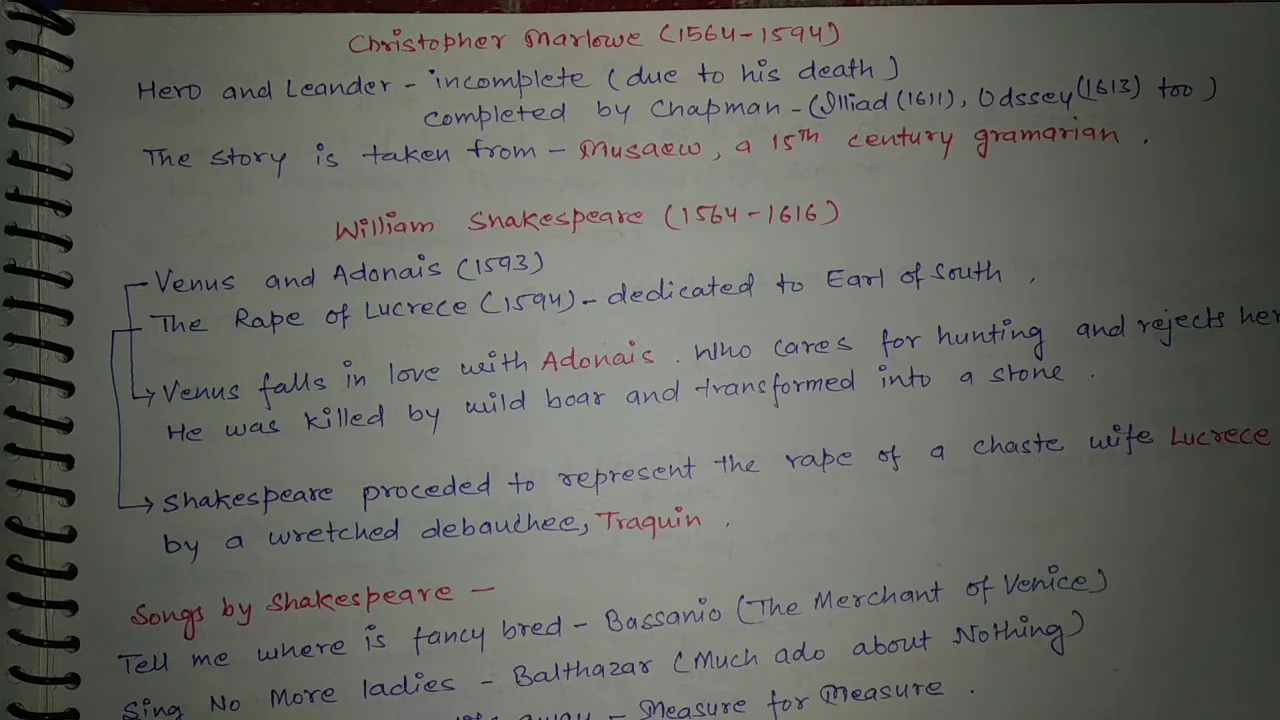 Christopher Marlowe (1564-1594)
Hero and Leander - incomplete (due to his death)
completed by Chapman - (Illiad (1611), Odssey (1613) too)
The story is taken from - Musaew, a 15th century gramarian.
William Shakespeare (1564-1616)
Venus and Adonais (1593)
The Rape of Lucrece (1594) - dedicated to Earl of South.
→ Venus falls in love with Adonais. Who cares for hunting and rejects her
He was killed by wild boar and transformed into a stone.
→ Shakespeare proceded to represent the rape of a chaste wife Lucrece
by a wretched debauchee, Traquin.
Songs by Shakespeare -
Tell me where is fancy bred - Bassanio (The Merchant of Venice)
Sing No More ladies - Balthazar (Much ado about Nothing)
away - Measure for Measure.